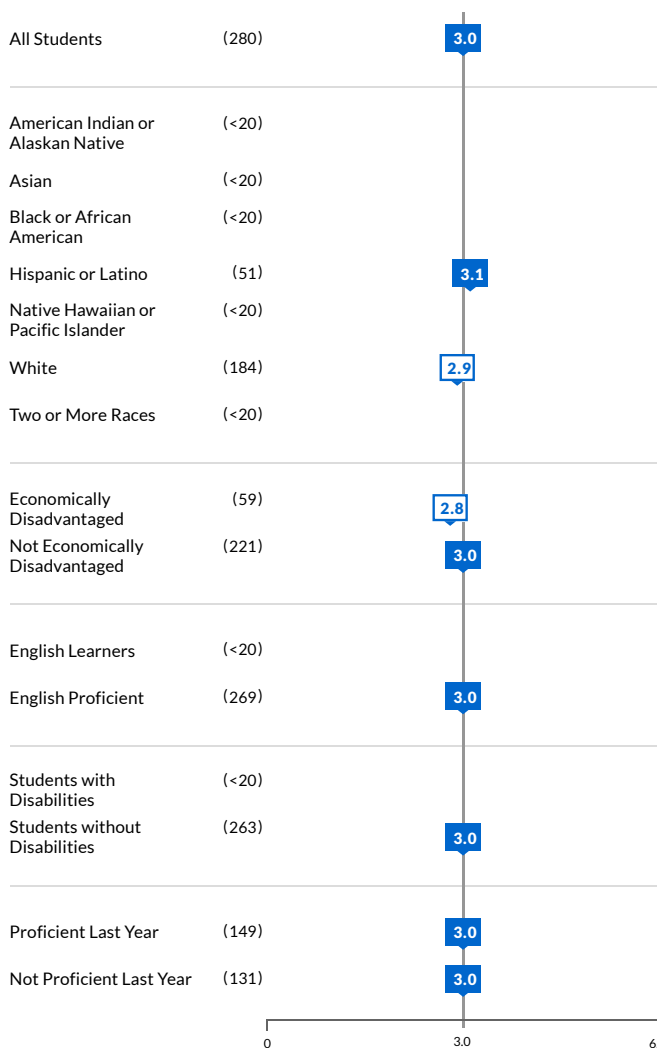 All Students (280) 3.0
American Indian or (<20)
Alaskan Native
Asian (<20)
Black or African (<20)
American
Hispanic or Latino (51) 3.1
Native Hawaiian or (<20)
Pacific Islander
White (184) 2.9
Two or More Races (<20)
Economically (59) 2.8
Disadvantaged
Not Economically (221) 3.0
Disadvantaged
English Learners (<20)
English Proficient (269) 3.0
Students with (<20)
Disabilities
Students without (263) 3.0
Disabilities
Proficient Last Year (149) 3.0
Not Proficient Last Year (131) 3.0
0 3.0 6